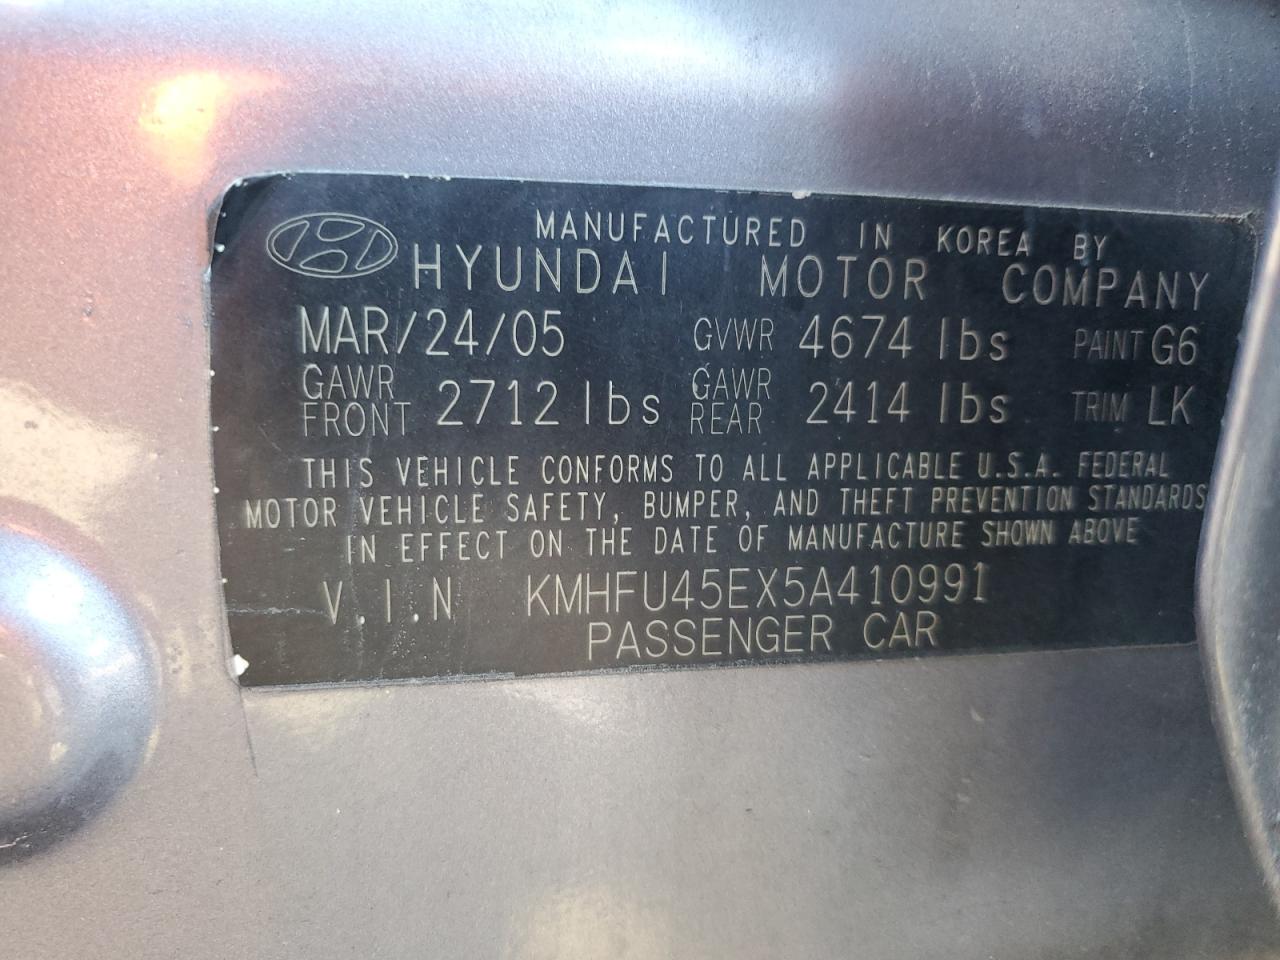 MANUFACTURED IN KOREA BY
HYUNDAI MOTOR COMPANY
MAR/24/05 GVWR 4674 lbs PAINT G6
GAWR FRONT 2712 lbs GAWR REAR 2414 lbs TRIM LK
THIS VEHICLE CONFORMS TO ALL APPLICABLE U.S.A. FEDERAL
MOTOR VEHICLE SAFETY, BUMPER, AND THEFT PREVENTION STANDARDS
IN EFFECT ON THE DATE OF MANUFACTURE SHOWN ABOVE
V.I.N KMHFU45EX5A410991
PASSENGER CAR